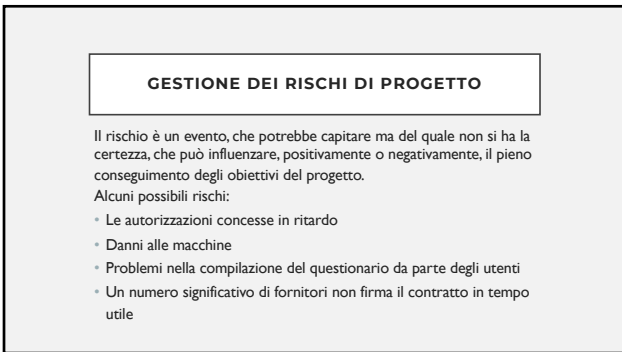 GESTIONE DEI RISCHI DI PROGETTO
Il rischio è un evento, che potrebbe capitare ma del quale non si ha la
certezza, che può influenzare, positivamente o negativamente, il pieno
conseguimento degli obiettivi del progetto.
Alcuni possibili rischi:
• Le autorizzazioni concesse in ritardo
• Danni alle macchine
• Problemi nella compilazione del questionario da parte degli utenti
• Un numero significativo di fornitori non firma il contratto in tempo
utile